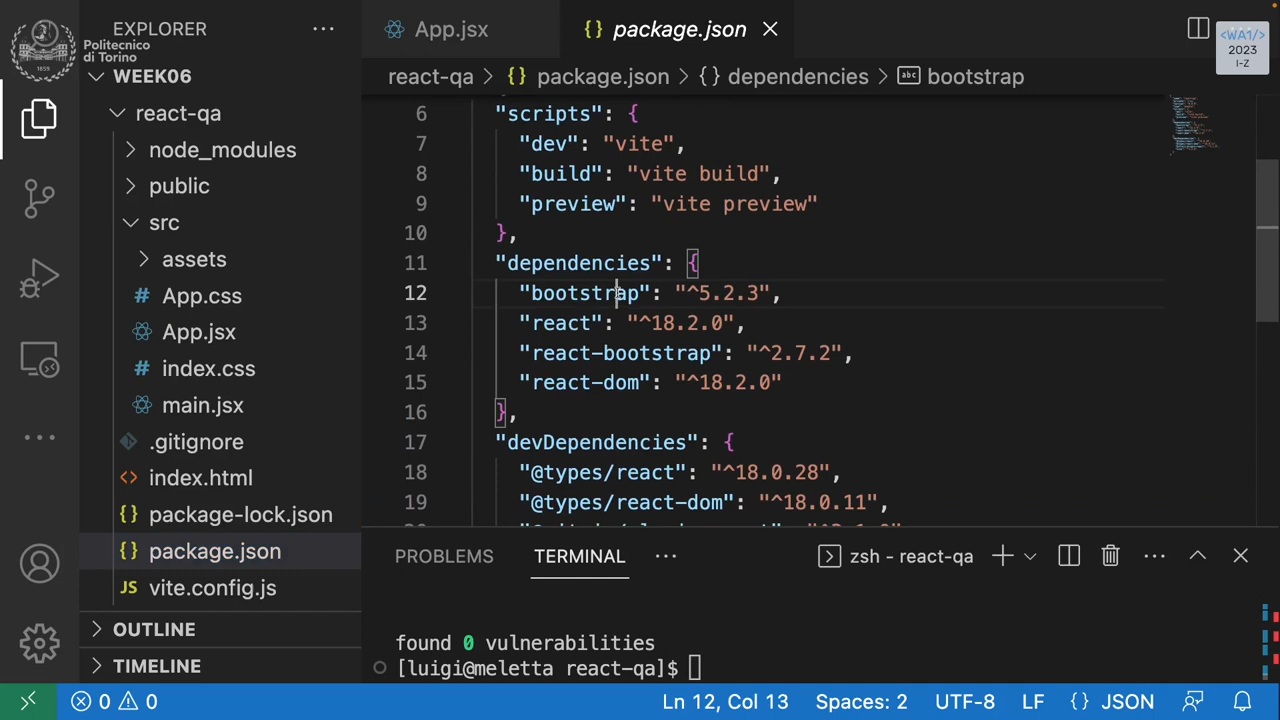 EXPLORER
Politecnico
di Torino
1859
WEEK06
react-qa
node_modules
public
src
assets
App.css
App.jsx
index.css
main.jsx
.gitignore
index.html
package-lock.json
package.json
vite.config.js
OUTLINE
TIMELINE
App.jsx
package.json
<WA1/>
2023
I-Z
react-qa > {} package.json > {} dependencies > abc bootstrap
6 "scripts": {
7 "dev": "vite",
8 "build": "vite build",
9 "preview": "vite preview"
10 },
11 "dependencies": {
12 "bootstrap": "^5.2.3",
13 "react": "^18.2.0",
14 "react-bootstrap": "^2.7.2",
15 "react-dom": "^18.2.0"
16 },
17 "devDependencies": {
18 "@types/react": "^18.0.28",
19 "@types/react-dom": "^18.0.11",
PROBLEMS TERMINAL ··· zsh - react-qa
found 0 vulnerabilities
[luigi@meletta react-qa]$
0 0 Ln 12, Col 13 Spaces: 2 UTF-8 LF {} JSON